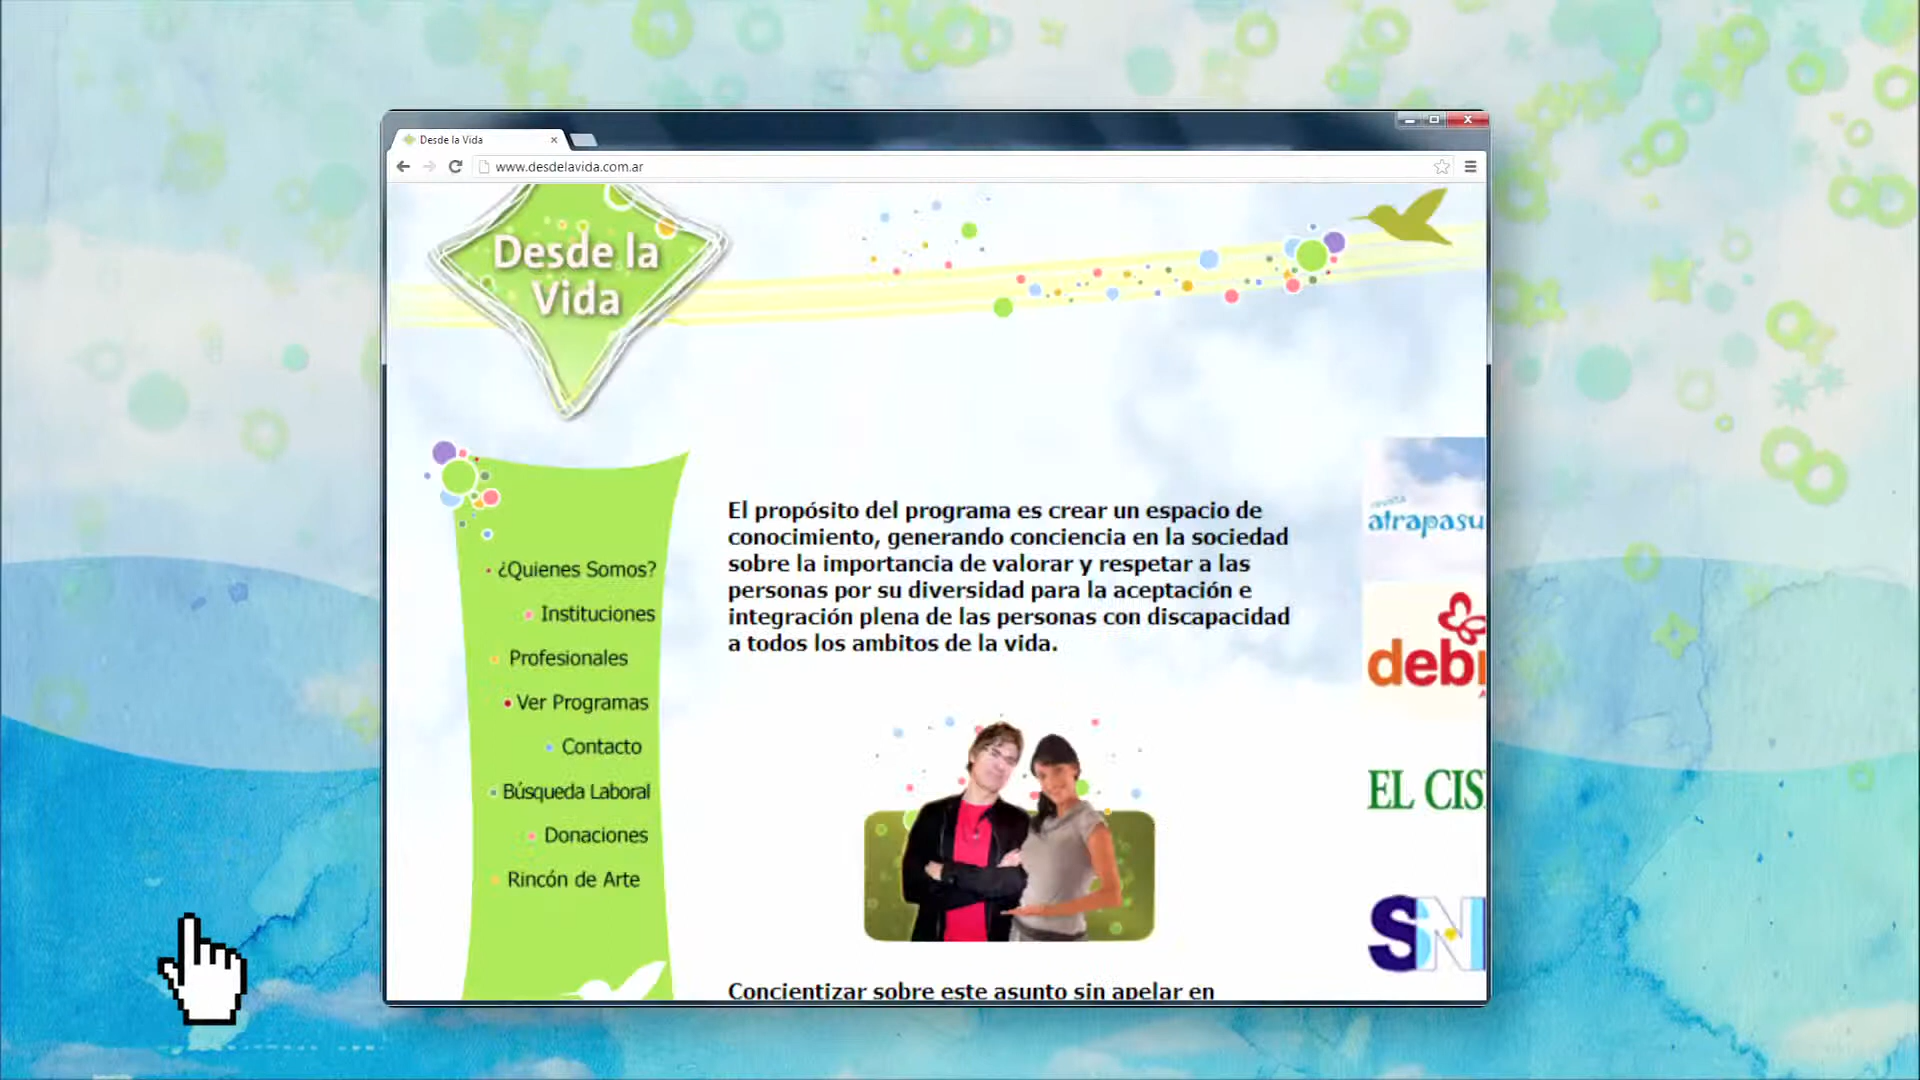 Desde la Vida
www.desdelavida.com.ar
Desde la
Vida
¿Quienes Somos?
Instituciones
Profesionales
Ver Programas
Contacto
Búsqueda Laboral
Donaciones
Rincón de Arte
El propósito del programa es crear un espacio de
conocimiento, generando conciencia en la sociedad
sobre la importancia de valorar y respetar a las
personas por su diversidad para la aceptación e
integración plena de las personas con discapacidad
a todos los ambitos de la vida.
Concientizar sobre este asunto sin apelar en
atrapasu
deb
EL CIS
SN